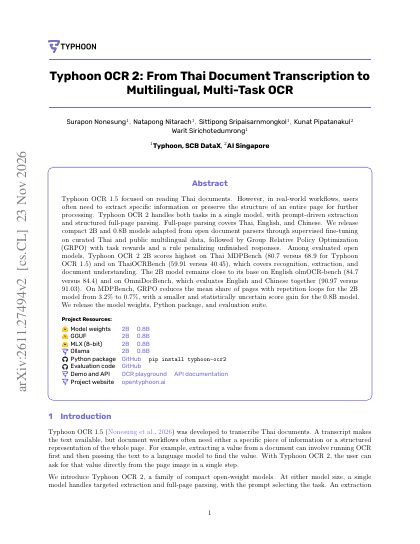 TYPHOON
Typhoon OCR 2: From Thai Document Transcription to
Multilingual, Multi-Task OCR
Surapon Nonesung¹, Natapong Nitarach¹, Sittipong Sripaisarnmongkol¹, Kunat Pipatanakul²
Warit Sirichotedumrong¹
¹Typhoon, SCB DataX, ²AI Singapore
arXiv:2611.27494v2 [cs.CL] 23 Nov 2026
Abstract
Typhoon OCR 1.5 focused on reading Thai documents. However, in real-world workflows, users
often need to extract specific information or preserve the structure of an entire page for further
processing. Typhoon OCR 2 handles both tasks in a single model, with prompt-driven extraction
and structured full-page parsing. Full-page parsing covers Thai, English, and Chinese. We release
compact 2B and 0.8B models adapted from open document parsers through supervised fine-tuning
on curated Thai and public multilingual data, followed by Group Relative Policy Optimization
(GRPO) with task rewards and a rule penalizing unfinished responses. Among evaluated open
models, Typhoon OCR 2 2B scores highest on Thai MDPBench (80.7 versus 68.9 for Typhoon
OCR 1.5) and on ThaiOCRBench (59.91 versus 40.45), which covers recognition, extraction, and
document understanding. The 2B model remains close to its base on English olmOCR-bench (84.7
versus 84.4) and on OmniDocBench, which evaluates English and Chinese together (90.97 versus
91.03). On MDPBench, GRPO reduces the mean share of pages with repetition loops for the 2B
model from 3.2% to 0.7%, with a smaller and statistically uncertain gain for the 0.8B model.
We release the model weights, Python package, and evaluation suite.
Project Resources:
Model weights 2B 0.8B
GGUF 2B 0.8B
MLX (8-bit) 2B 0.8B
Ollama 2B 0.8B
Python package GitHub pip install typhoon-ocr2
Evaluation code GitHub
Demo and API OCR playground API documentation
Project website opentyphoon.ai
1 Introduction
Typhoon OCR 1.5 (Nonesung et al., 2026) was developed to transcribe Thai documents. A transcript makes
the text available, but document workflows often need either a specific piece of information or a structured
representation of the whole page. For example, extracting a value from a document can involve running OCR
first and then passing the text to a language model to find the value. With Typhoon OCR 2, the user can
ask for that value directly from the page image in a single step.
We introduce Typhoon OCR 2, a family of compact open-weight models. At either model size, a single
model handles targeted extraction and full-page parsing, with the prompt selecting the task. An extraction
1